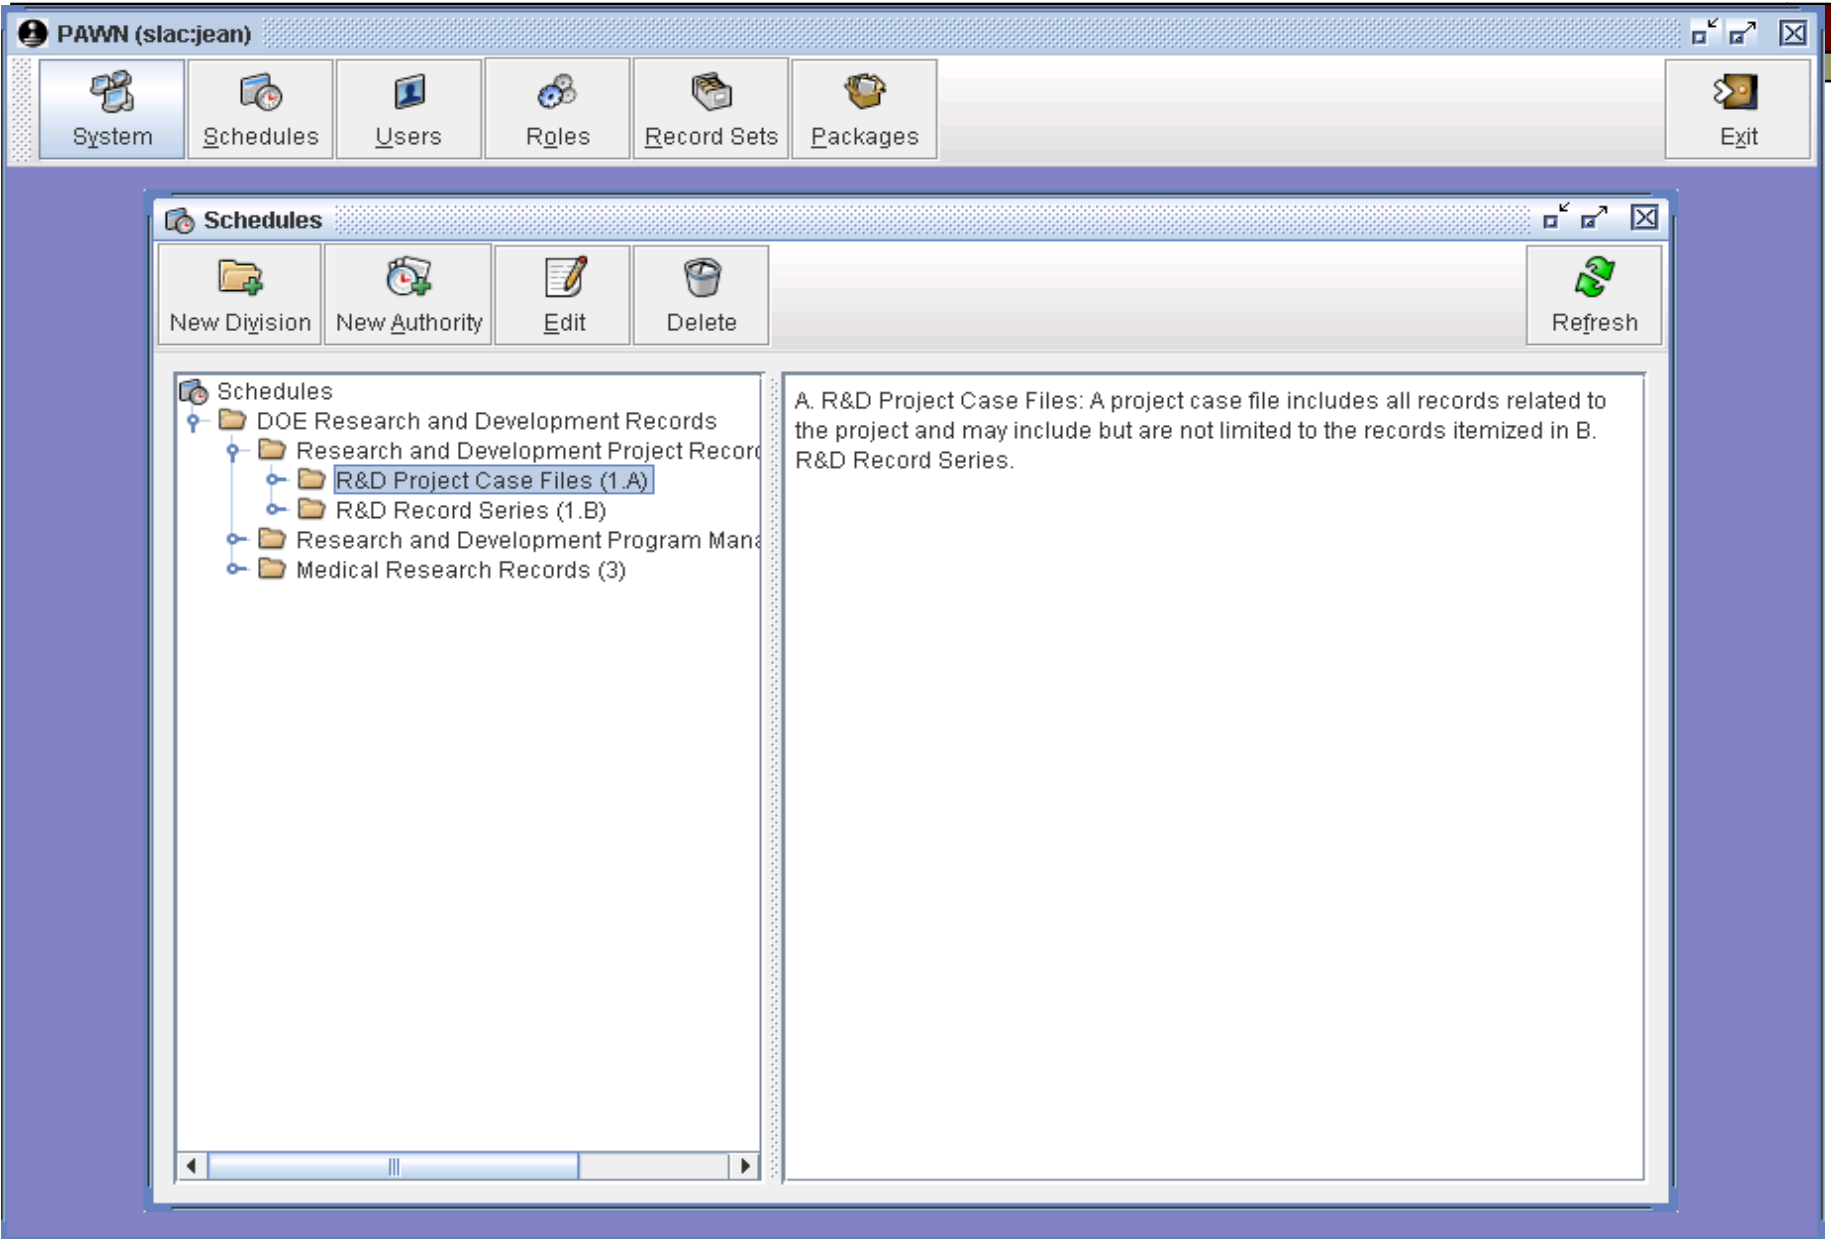 PAWN (slac:jean)
System
Schedules
Users
Roles
Record Sets
Packages
Exit
Schedules
New Division
New Authority
Edit
Delete
Refresh
Schedules
DOE Research and Development Records
Research and Development Project Record
R&D Project Case Files (1.A)
R&D Record Series (1.B)
Research and Development Program Mana
Medical Research Records (3)
A. R&D Project Case Files: A project case file includes all records related to
the project and may include but are not limited to the records itemized in B.
R&D Record Series.